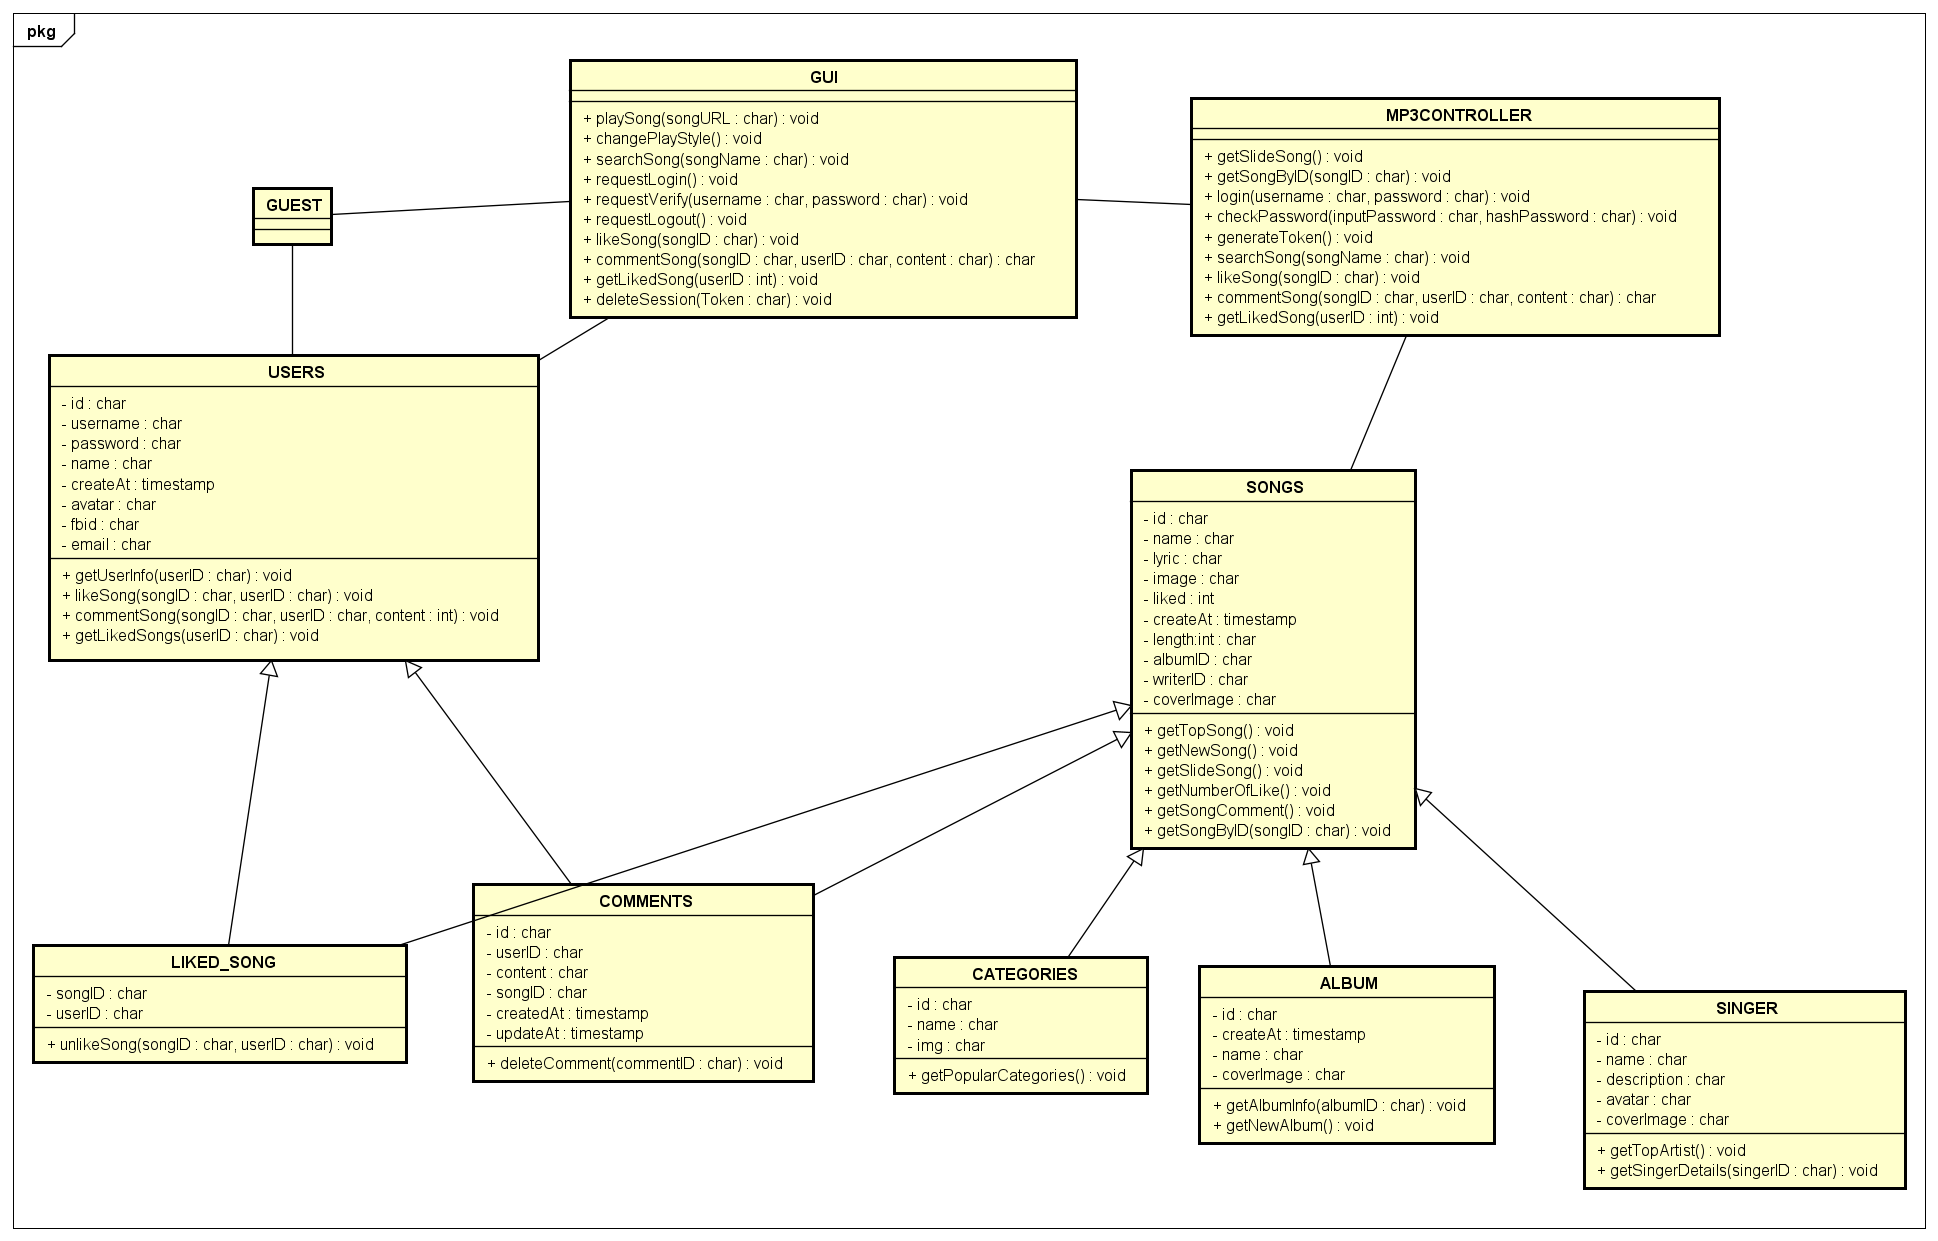 pkg
GUI
+ playSong(songURL : char) : void
+ changePlayStyle() : void
+ searchSong(songName : char) : void
+ requestLogin() : void
+ requestVerify(username : char, password : char) : void
+ requestLogout() : void
+ likeSong(songID : char) : void
+ commentSong(songID : char, userID : char, content : char) : char
+ getLikedSong(userID : int) : void
+ deleteSession(Token : char) : void
MP3CONTROLLER
+ getSlideSong() : void
+ getSongByID(songID : char) : void
+ login(username : char, password : char) : void
+ checkPassword(inputPassword : char, hashPassword : char) : void
+ generateToken() : void
+ searchSong(songName : char) : void
+ likeSong(songID : char) : void
+ commentSong(songID : char, userID : char, content : char) : char
+ getLikedSong(userID : int) : void
GUEST
USERS
- id : char
- username : char
- password : char
- name : char
- createAt : timestamp
- avatar : char
- fbid : char
- email : char
+ getUserInfo(userID : char) : void
+ likeSong(songID : char, userID : char) : void
+ commentSong(songID : char, userID : char, content : int) : void
+ getLikedSongs(userID : char) : void
SONGS
- id : char
- name : char
- lyric : char
- image : char
- liked : int
- createAt : timestamp
- length:int : char
- albumID : char
- writerID : char
- coverImage : char
+ getTopSong() : void
+ getNewSong() : void
+ getSlideSong() : void
+ getNumberOfLike() : void
+ getSongComment() : void
+ getSongByID(songID : char) : void
LIKED_SONG
- songID : char
- userID : char
+ unlikeSong(songID : char, userID : char) : void
COMMENTS
- id : char
- userID : char
- content : char
- songID : char
- createdAt : timestamp
- updateAt : timestamp
+ deleteComment(commentID : char) : void
CATEGORIES
- id : char
- name : char
- img : char
+ getPopularCategories() : void
ALBUM
- id : char
- createAt : timestamp
- name : char
- coverImage : char
+ getAlbumInfo(albumID : char) : void
+ getNewAlbum() : void
SINGER
- id : char
- name : char
- description : char
- avatar : char
- coverImage : char
+ getTopArtist() : void
+ getSingerDetails(singerID : char) : void